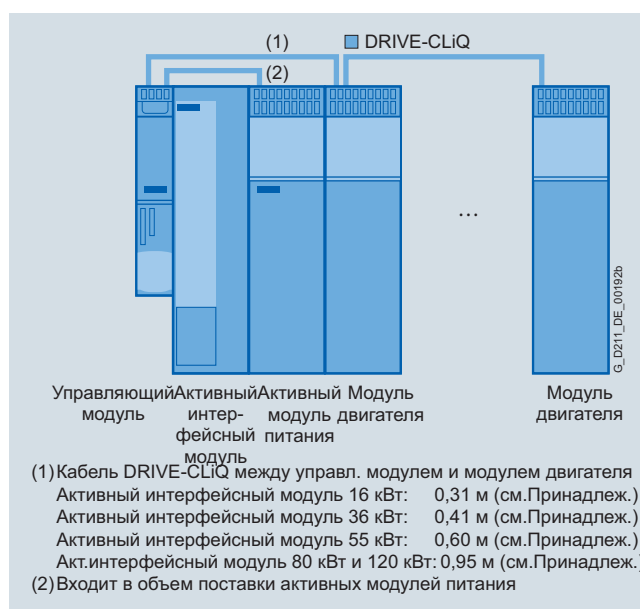 (1)
DRIVE-CLiQ
(2)
...
G_D211_DE_00192b
Управляющий модуль
Активный интер-
фейсный модуль
Активный модуль питания
Модуль двигателя
Модуль двигателя
(1) Кабель DRIVE-CLiQ между управл. модулем и модулем двигателя
Активный интерфейсный модуль 16 кВт: 0,31 м (см.Принадлеж.)
Активный интерфейсный модуль 36 кВт: 0,41 м (см.Принадлеж.)
Активный интерфейсный модуль 55 кВт: 0,60 м (см.Принадлеж.)
Акт.интерфейсный модуль 80 кВт и 120 кВт: 0,95 м (см.Принадлеж.)
(2) Входит в объем поставки активных модулей питания